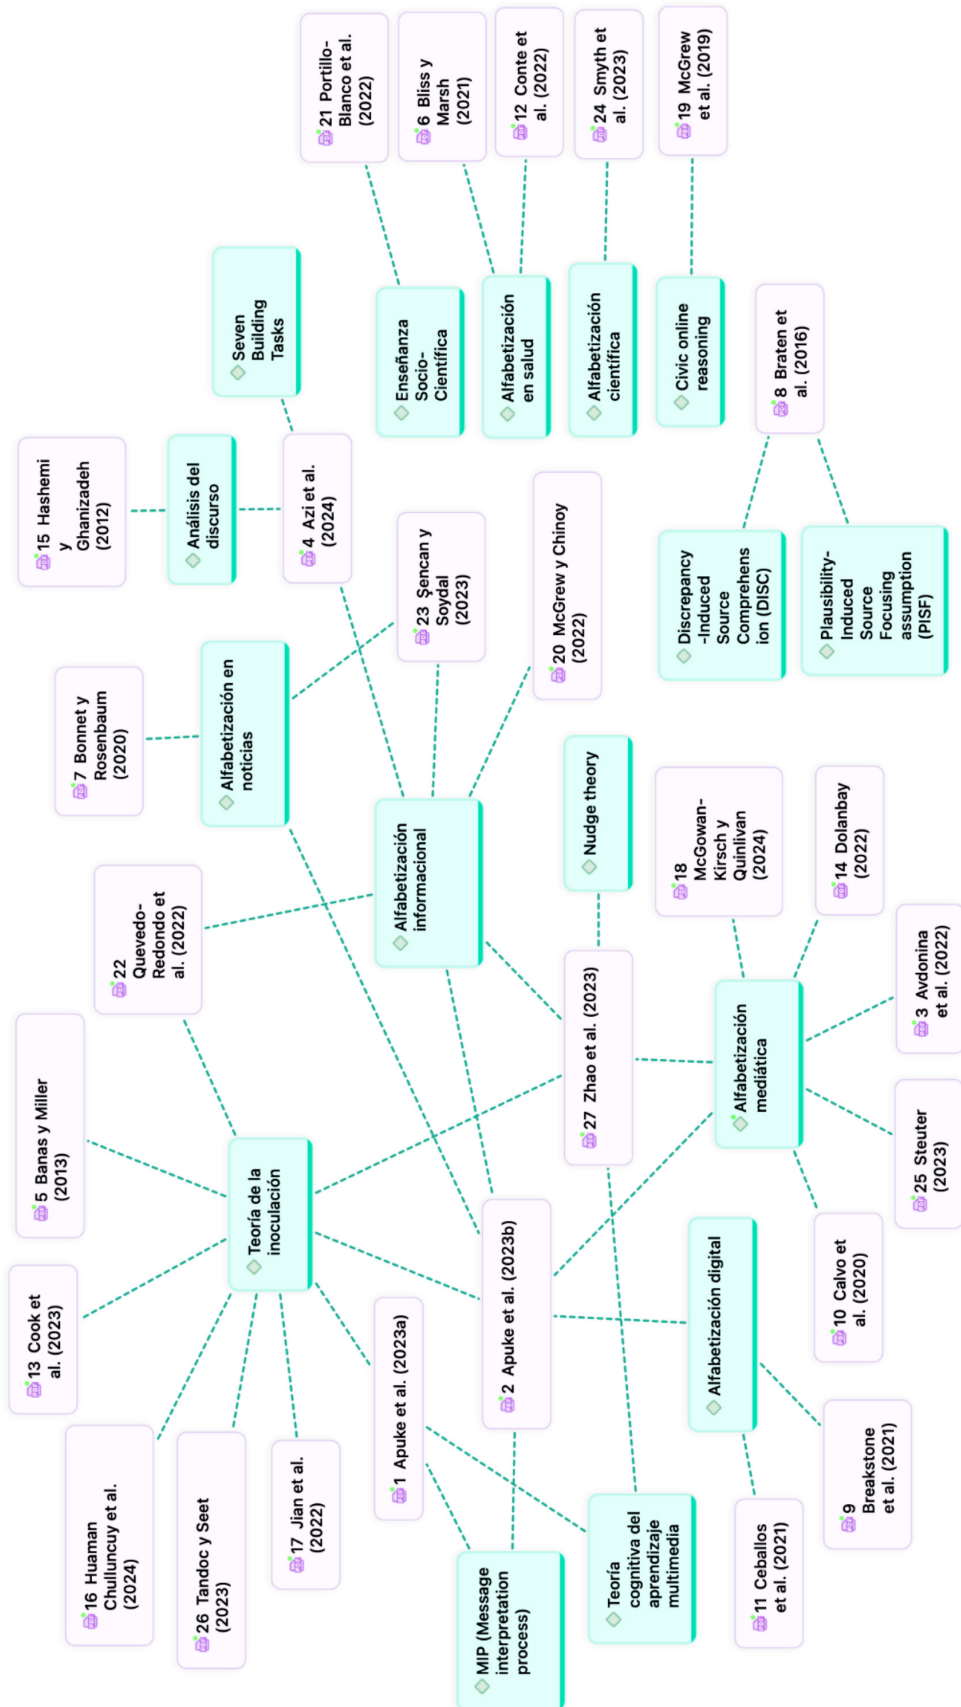 16 Huaman
Chulluncuy et al.
(2024)
13 Cook et
al. (2023)
5 Banas y Miller
(2013)
22
Quevedo-
Redondo et
al. (2022)
7 Bonnet y
Rosenbaum
(2020)
15 Hashemi
y
Ghanizadeh
(2012)
26 Tandoc y Seet
(2023)
17 Jian et al.
(2022)
Teoría de la
inoculación
Alfabetización en
noticias
Análisis del
discurso
Seven
Building
Tasks
4 Azi et al.
(2024)
21 Portillo-
Blanco et al.
(2022)
1 Apuke et al. (2023a)
Alfabetización
informacional
23 Şencan y
Soydal
(2023)
Enseñanza
Socio-
Científica
6 Bliss y
Marsh
(2021)
MIP (Message
interpretation
process)
2 Apuke et al. (2023b)
20 McGrew y Chinoy
(2022)
Alfabetización
en salud
12 Conte et
al. (2022)
Teoría
cognitiva del
aprendizaje
multimedia
27 Zhao et al. (2023)
Nudge theory
Alfabetización
científica
24 Smyth et
al. (2023)
Alfabetización digital
Alfabetización
mediática
18
McGowan-
Kirsch y
Quinlivan
(2024)
Discrepancy
-Induced
Source
Comprehens
ion (DISC)
Civic online
reasoning
19 McGrew
et al. (2019)
11 Ceballos
et al. (2021)
9
Breakstone
et al. (2021)
10 Calvo et
al. (2020)
25 Steuter
(2023)
3 Avdonina
et al. (2022)
14 Dolanbay
(2022)
Plausibility-
Induced
Source
Focusing
assumption
(PISF)
8 Braten et
al. (2016)